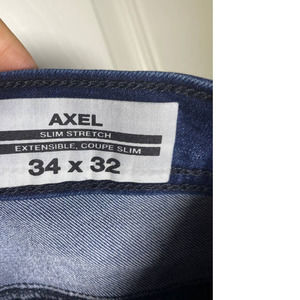 AXEL
SLIM STRETCH
EXTENSIBLE, COUPE SLIM
34 x 32